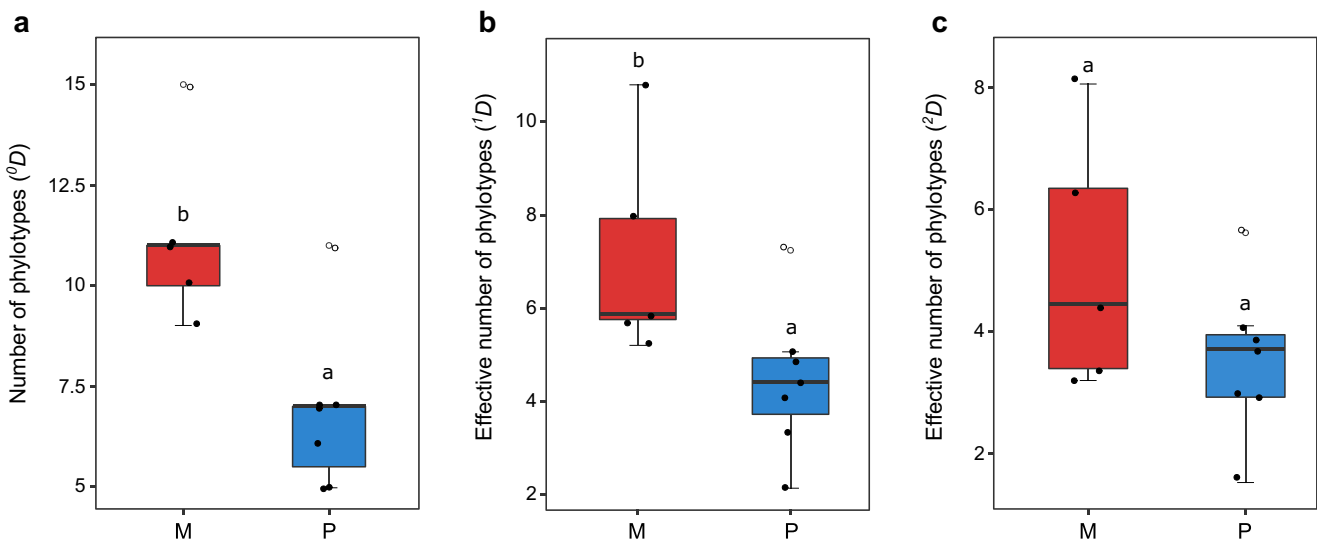 a
Number of phylotypes (⁰D)
15
12.5
10
7.5
5
b
a
M
P
b
Effective number of phylotypes (¹D)
10
8
6
4
2
b
a
M
P
c
Effective number of phylotypes (²D)
8
6
4
2
a
a
M
P